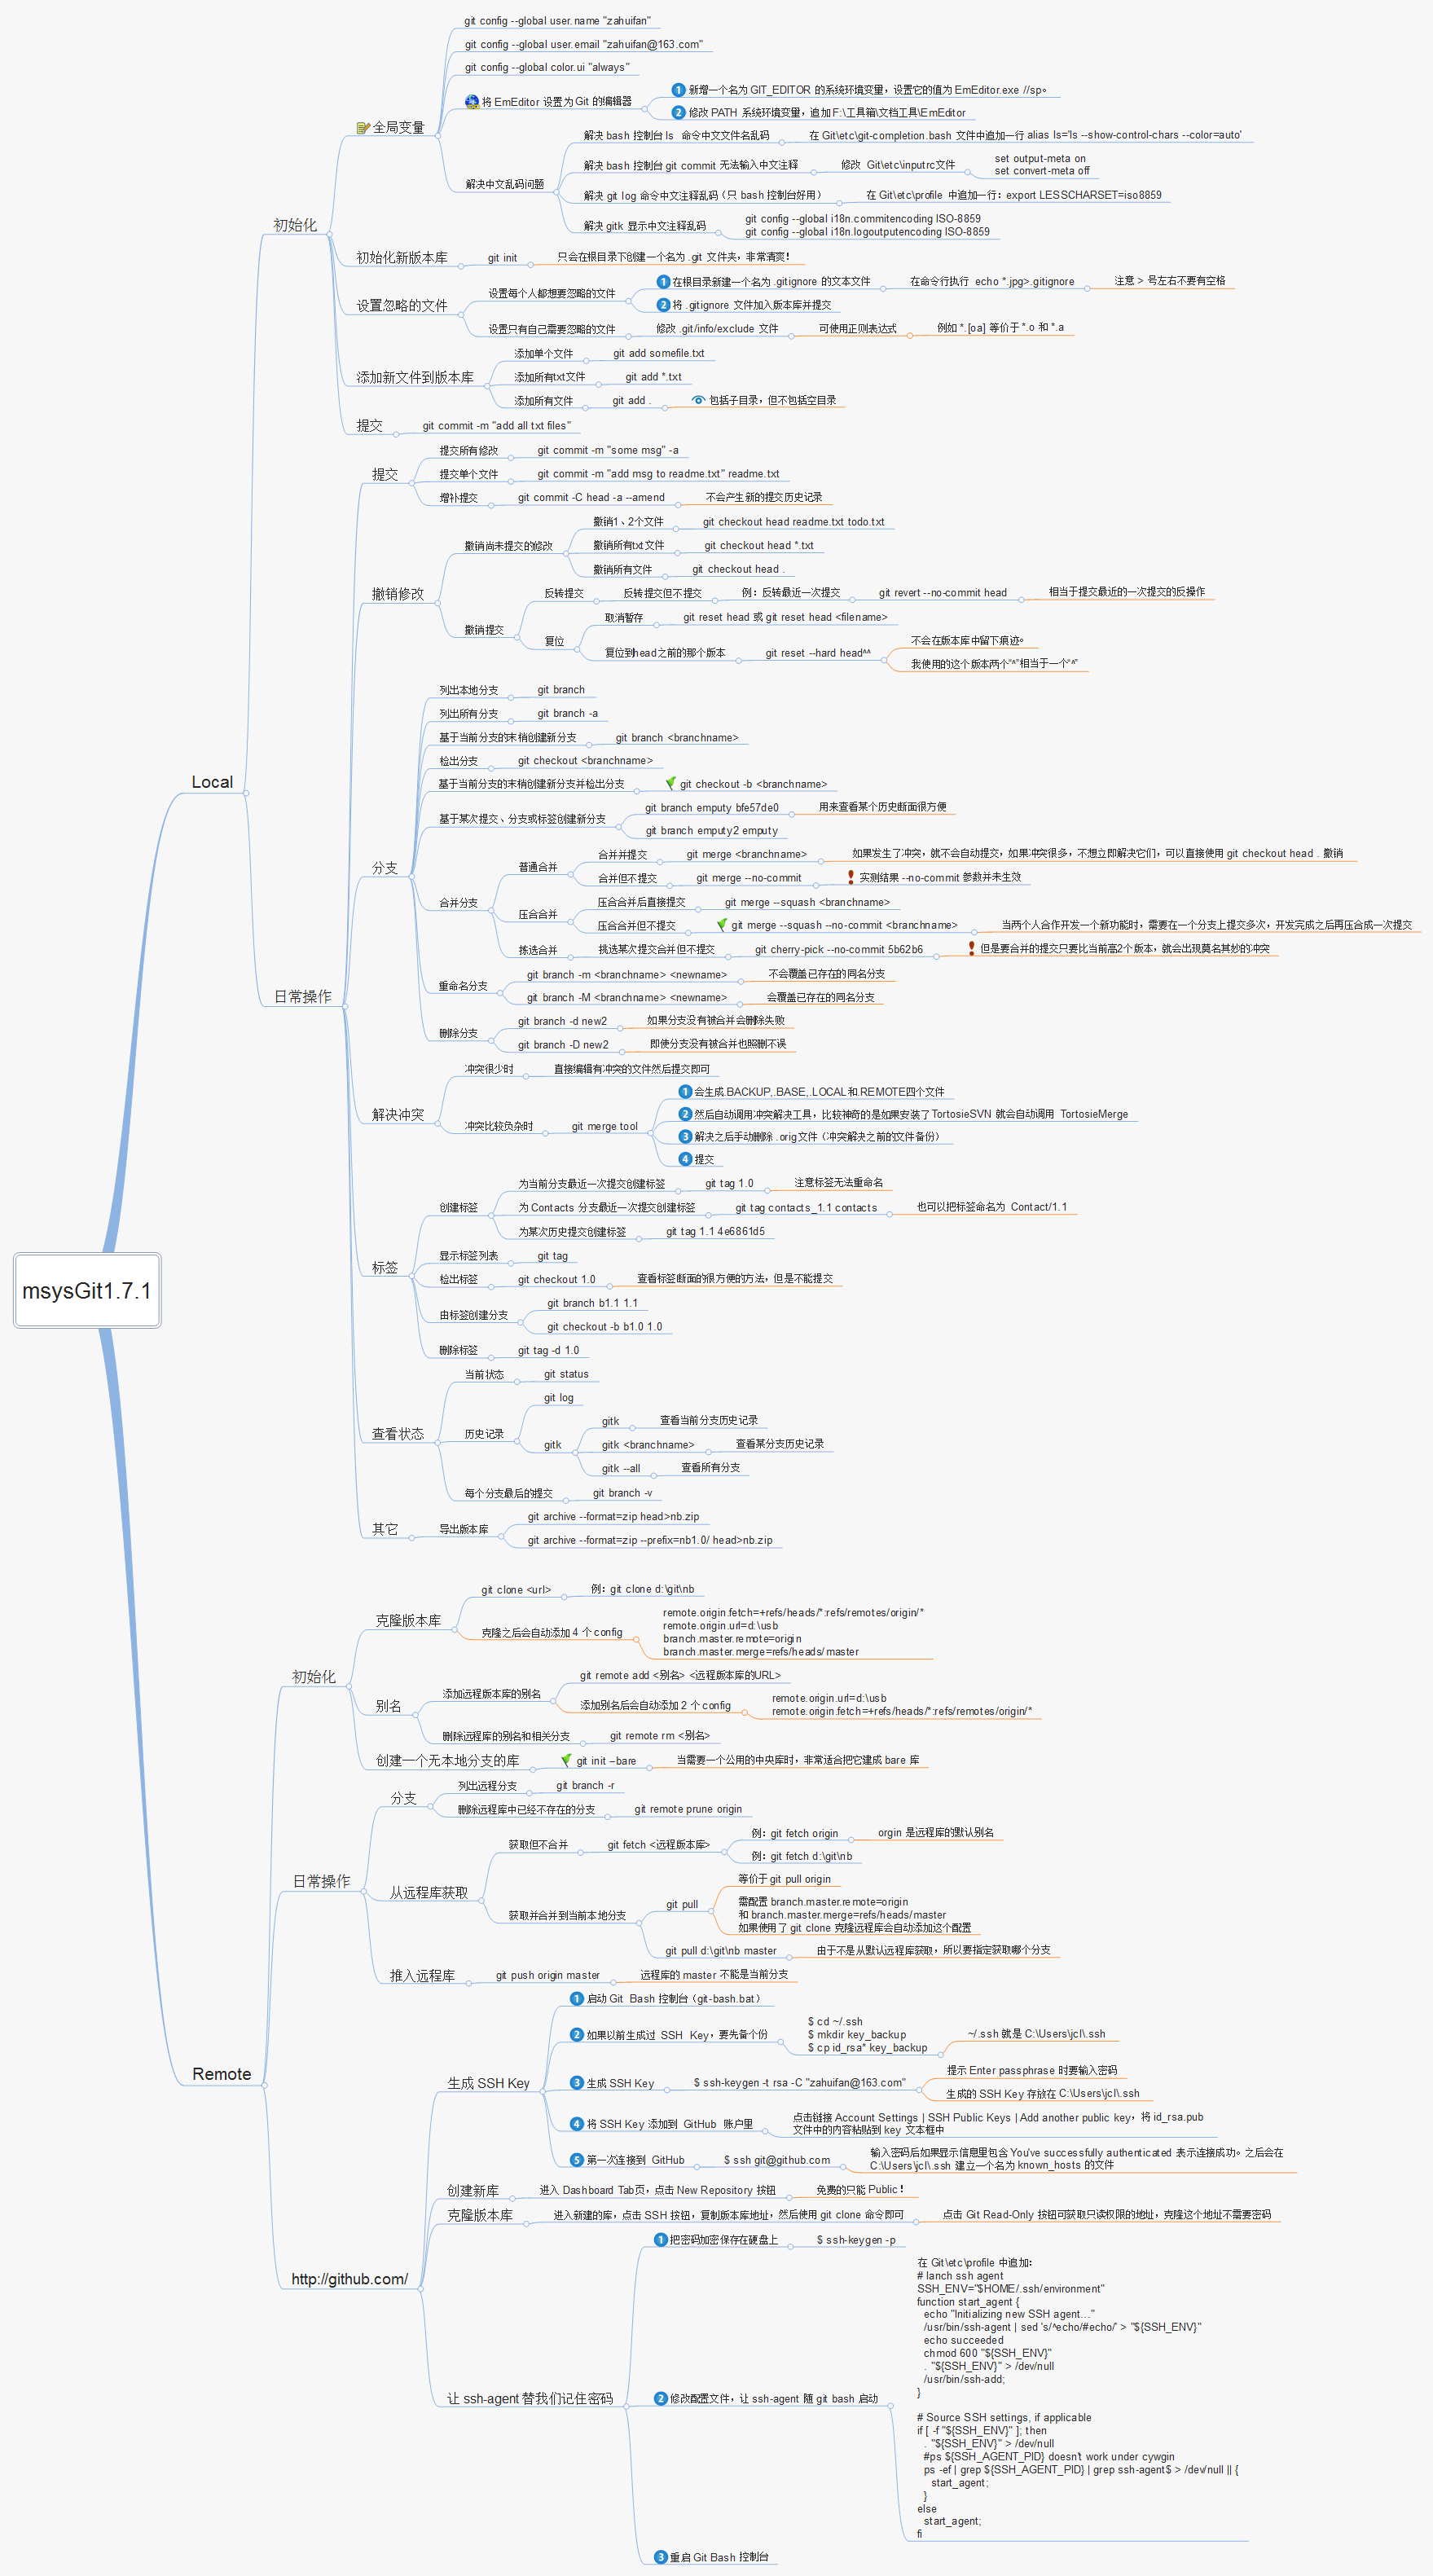 msysGit1.7.1
Local
初始化
全局变量
git config --global user.name "zahuifan"
git config --global user.email "zahuifan@163.com"
git config --global color.ui "always"
将 EmEditor 设置为 Git 的编辑器
1 新增一个名为 GIT_EDITOR 的系统环境变量，设置它的值为 EmEditor.exe //sp。
2 修改 PATH 系统环境变量，追加 F:\工具箱\文档工具\EmEditor
解决中文乱码问题
解决 bash 控制台 ls 命令中文文件名乱码
在 Git\etc\git-completion.bash 文件中追加一行 alias ls='ls --show-control-chars --color=auto'
解决 bash 控制台 git commit 无法输入中文注释
修改 Git\etc\inputrc文件
set output-meta on
set convert-meta off
解决 git log 命令中文注释乱码（只 bash 控制台好用）
在 Git\etc\profile 中追加一行：export LESSCHARSET=iso8859
解决 gitk 显示中文注释乱码
git config --global i18n.commitencoding ISO-8859
git config --global i18n.logoutputencoding ISO-8859
初始化新版本库
git init
只会在根目录下创建一个名为 .git 文件夹，非常清爽！
设置忽略的文件
设置每个人都想要忽略的文件
1 在根目录新建一个名为 .gitignore 的文本文件
在命令行执行 echo *.jpg>.gitignore
注意 > 号左右不要有空格
2 将 .gitignore 文件加入版本库并提交
设置只有自己需要忽略的文件
修改 .git/info/exclude 文件
可使用正则表达式
例如 *.[oa] 等价于 *.o 和 *.a
添加新文件到版本库
添加单个文件
git add somefile.txt
添加所有txt文件
git add *.txt
添加所有文件
git add .
包括子目录，但不包括空目录
提交
git commit -m "add all txt files"
日常操作
提交
提交所有修改
git commit -m "some msg" -a
提交单个文件
git commit -m "add msg to readme.txt" readme.txt
增补提交
git commit -C head -a --amend
不会产生新的提交历史记录
撤销修改
撤销尚未提交的修改
撤销1、2个文件
git checkout head readme.txt todo.txt
撤销所有txt文件
git checkout head *.txt
撤销所有文件
git checkout head .
撤销提交
反转提交
反转提交但不提交
例：反转最近一次提交
git revert --no-commit head
相当于提交最近的一次提交的反操作
复位
取消暂存
git reset head 或 git reset head <filename>
复位到head之前的那个版本
git reset --hard head^^
不会在版本库中留下痕迹。
我使用的这个版本两个"^"相当于一个"^"
分支
列出本地分支
git branch
列出所有分支
git branch -a
基于当前分支的末梢创建新分支
git branch <branchname>
检出分支
git checkout <branchname>
基于当前分支的末梢创建新分支并检出分支
git checkout -b <branchname>
基于某次提交、分支或标签创建新分支
git branch emputy bfe57de0
用来查看某个历史断面很方便
git branch emputy2 emputy
合并分支
普通合并
合并并提交
git merge <branchname>
如果发生了冲突，就不会自动提交，如果冲突很多，不想立即解决它们，可以直接使用 git checkout head . 撤销
合并但不提交
git merge --no-commit
实测结果 --no-commit 参数并未生效
压合合并
压合合并后直接提交
git merge --squash <branchname>
压合合并但不提交
git merge --squash --no-commit <branchname>
当两个人合作开发一个新功能时，需要在一个分支上提交多次，开发完成之后再压合成一次提交
拣选合并
挑选某次提交合并但不提交
git cherry-pick --no-commit 5b62b6
但是要合并的提交只要比当前高2个版本，就会出现莫名其妙的冲突
重命名分支
git branch -m <branchname> <newname>
不会覆盖已存在的同名分支
git branch -M <branchname> <newname>
会覆盖已存在的同名分支
删除分支
git branch -d new2
如果分支没有被合并会删除失败
git branch -D new2
即使分支没有被合并也照删不误
解决冲突
冲突很少时
直接编辑有冲突的文件然后提交即可
冲突比较负杂时
git merge tool
1 会生成.BACKUP,.BASE,.LOCAL和.REMOTE四个文件
2 然后自动调用冲突解决工具，比较神奇的是如果安装了 TortosieSVN 就会自动调用 TortosieMerge
3 解决之后手动删除 .orig文件（冲突解决之前的文件备份）
4 提交
标签
创建标签
为当前分支最近一次提交创建标签
git tag 1.0
注意标签无法重命名
为 Contacts 分支最近一次提交创建标签
git tag contacts_1.1 contacts
也可以把标签命名为 Contact/1.1
为某次历史提交创建标签
git tag 1.1 4e6861d5
显示标签列表
git tag
检出标签
git checkout 1.0
查看标签断面的很方便的方法，但是不能提交
由标签创建分支
git branch b1.1 1.1
git checkout -b b1.0 1.0
删除标签
git tag -d 1.0
查看状态
当前状态
git status
历史记录
git log
gitk
gitk
查看当前分支历史记录
gitk <branchname>
查看某分支历史记录
gitk --all
查看所有分支
每个分支最后的提交
git branch -v
其它
导出版本库
git archive --format=zip head>nb.zip
git archive --format=zip --prefix=nb1.0/ head>nb.zip
Remote
初始化
克隆版本库
git clone <url>
例：git clone d:\git\nb
克隆之后会自动添加 4 个 config
remote.origin.fetch=+refs/heads/*:refs/remotes/origin/*
remote.origin.url=d:\usb
branch.master.remote=origin
branch.master.merge=refs/heads/master
别名
添加远程版本库的别名
git remote add <别名> <远程版本库的URL>
添加别名后会自动添加 2 个 config
remote.origin.url=d:\usb
remote.origin.fetch=+refs/heads/*:refs/remotes/origin/*
删除远程库的别名和相关分支
git remote rm <别名>
创建一个无本地分支的库
git init --bare
当需要一个公用的中央库时，非常适合把它建成 bare 库
日常操作
分支
列出远程分支
git branch -r
删除远程库中已经不存在的分支
git remote prune origin
从远程库获取
获取但不合并
git fetch <远程版本库>
例：git fetch origin
orgin 是远程库的默认别名
例：git fetch d:\git\nb
获取并合并到当前本地分支
git pull
等价于 git pull origin
需配置 branch.master.remote=origin
和 branch.master.merge=refs/heads/master
如果使用了 git clone 克隆远程库会自动添加这个配置
git pull d:\git\nb master
由于不是从默认远程库获取，所以要指定获取哪个分支
推入远程库
git push origin master
远程库的 master 不能是当前分支
http://github.com/
生成 SSH Key
1 启动 Git Bash 控制台（git-bash.bat）
2 如果以前生成过 SSH Key，要先备个份
$ cd ~/.ssh
$ mkdir key_backup
$ cp id_rsa* key_backup
~/.ssh 就是 C:\Users\jcl\.ssh
3 生成 SSH Key
$ ssh-keygen -t rsa -C "zahuifan@163.com"
提示 Enter passphrase 时要输入密码
生成的 SSH Key 存放在 C:\Users\jcl\.ssh
4 将 SSH Key 添加到 GitHub 账户里
点击链接 Account Settings | SSH Public Keys | Add another public key，将 id_rsa.pub
文件中的内容粘贴到 key 文本框中
5 第一次连接到 GitHub
$ ssh git@github.com
输入密码后如果显示信息里包含 You've successfully authenticated 表示连接成功。之后会在
C:\Users\jcl\.ssh 建立一个名为 known_hosts 的文件
创建新库
进入 Dashboard Tab页，点击 New Repository 按钮
免费的只能 Public！
克隆版本库
进入新建的库，点击 SSH 按钮，复制版本库地址，然后使用 git clone 命令即可
点击 Git Read-Only 按钮可获取只读权限的地址，克隆这个地址不需要密码
让 ssh-agent 替我们记住密码
1 把密码加密保存在硬盘上
$ ssh-keygen -p
2 修改配置文件，让 ssh-agent 随 git bash 启动
在 Git\etc\profile 中追加：
# lanch ssh agent
SSH_ENV="$HOME/.ssh/environment"
function start_agent {
echo "Initializing new SSH agent..."
/usr/bin/ssh-agent | sed 's/^echo/#echo/' > "${SSH_ENV}"
echo succeeded
chmod 600 "${SSH_ENV}"
. "${SSH_ENV}" > /dev/null
/usr/bin/ssh-add;
}
# Source SSH settings, if applicable
if [ -f "${SSH_ENV}" ]; then
. "${SSH_ENV}" > /dev/null
#ps ${SSH_AGENT_PID} doesn't work under cywgin
ps -ef | grep ${SSH_AGENT_PID} | grep ssh-agent$ > /dev/null || {
start_agent;
}
else
start_agent;
fi
3 重启 Git Bash 控制台